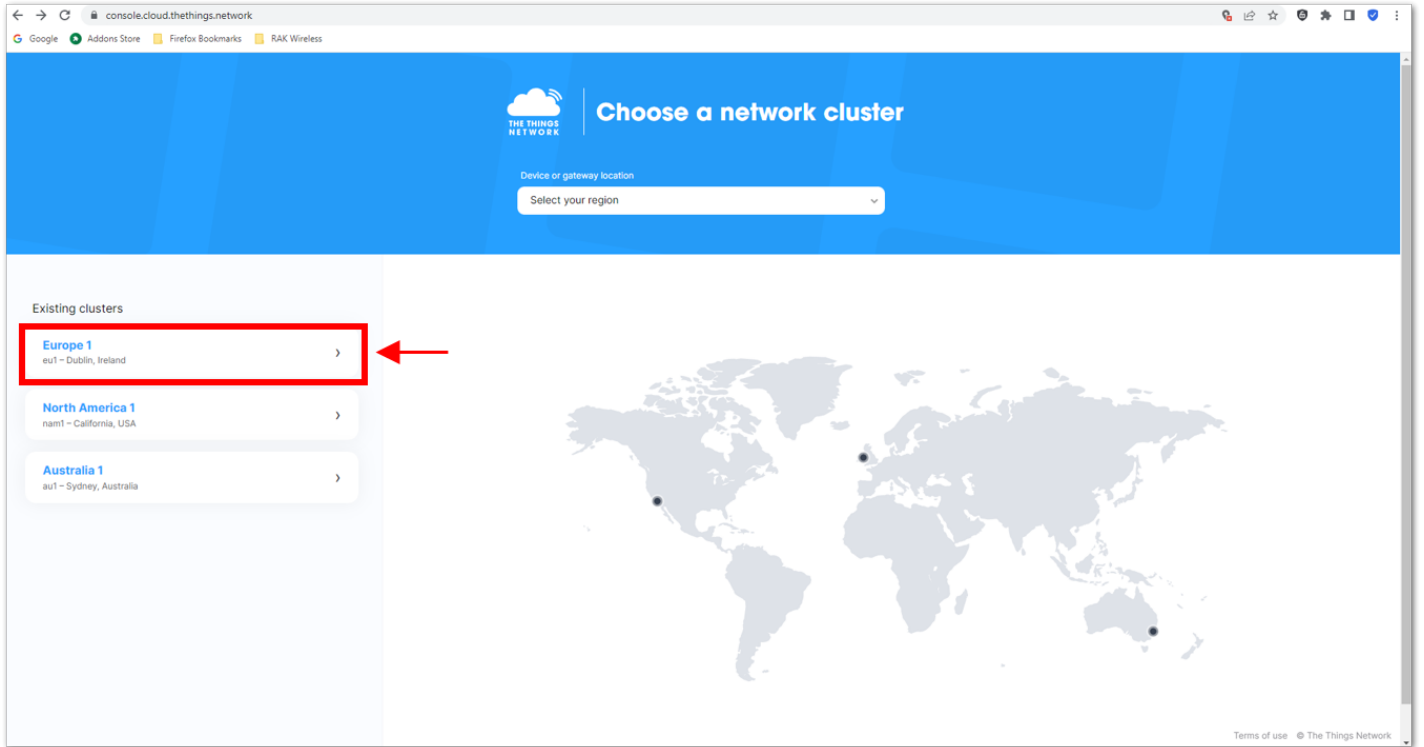 console.cloud.thethings.network
Google Addons Store Firefox Bookmarks RAK Wireless
THE THINGS
NETWORK
Choose a network cluster
Device or gateway location
Select your region
Existing clusters
Europe 1
eu1 – Dublin, Ireland
North America 1
nam1 – California, USA
Australia 1
au1 – Sydney, Australia
Terms of use © The Things Network